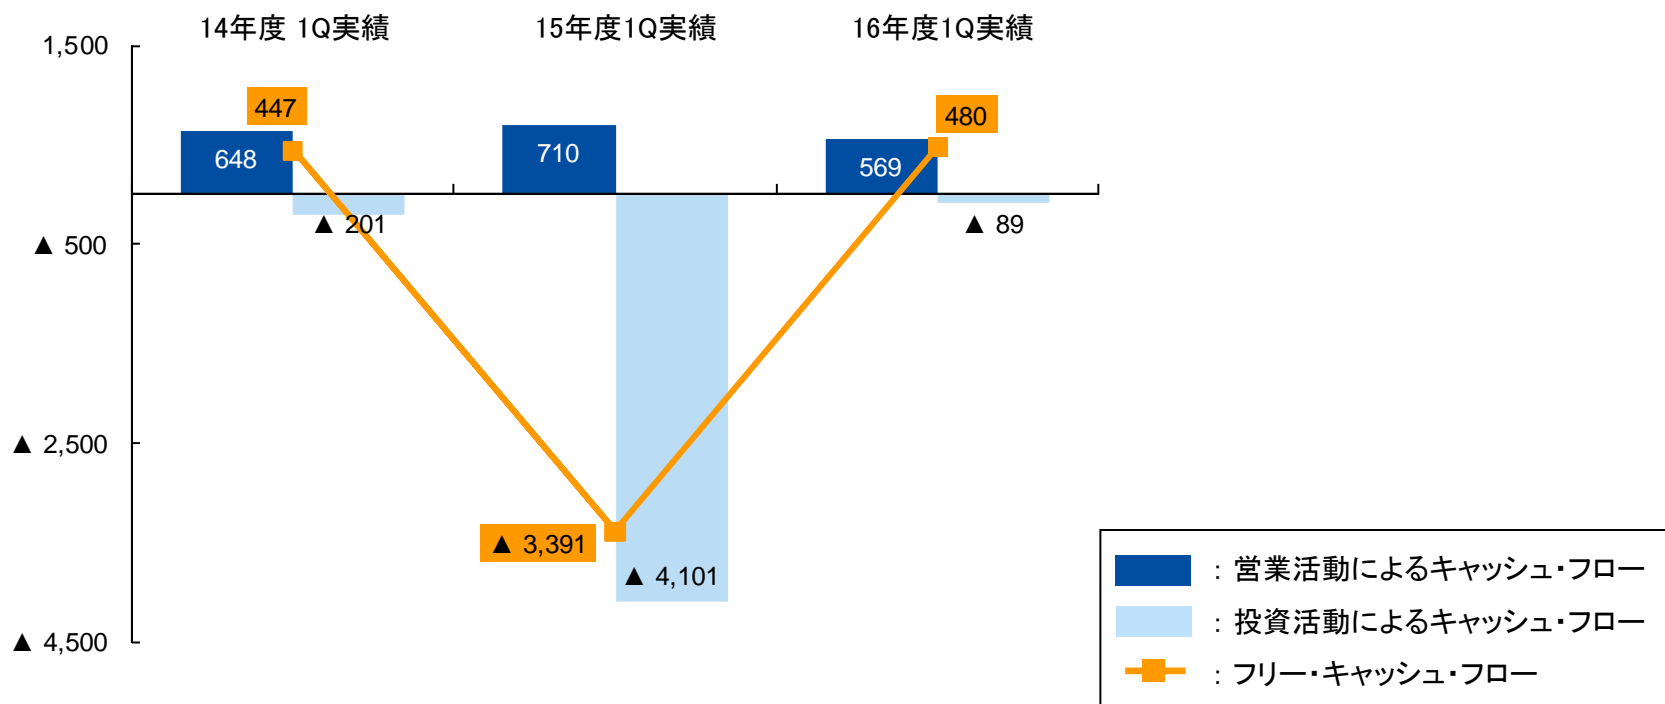 14年度 1Q実績
15年度1Q実績
16年度1Q実績
1,500
▲ 500
▲ 2,500
▲ 4,500
447
648
▲ 201
710
▲ 3,391
▲ 4,101
480
569
▲ 89
: 営業活動によるキャッシュ・フロー
: 投資活動によるキャッシュ・フロー
: フリー・キャッシュ・フロー